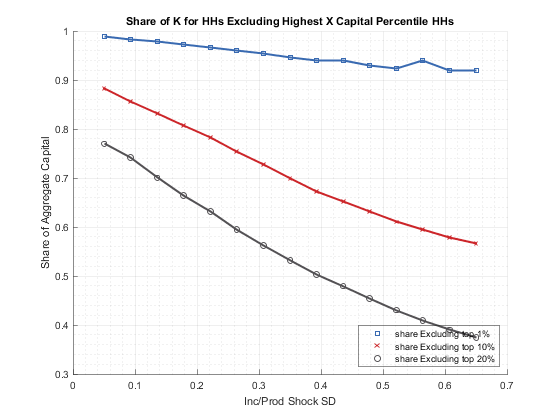 Share of K for HHs Excluding Highest X Capital Percentile HHs
1
0.9
0.8
0.7
0.6
0.5
0.4
0.3
Share of Aggregate Capital
share Excluding top 1%
share Excluding top 10%
share Excluding top 20%
0 0.1 0.2 0.3 0.4 0.5 0.6 0.7
Inc/Prod Shock SD